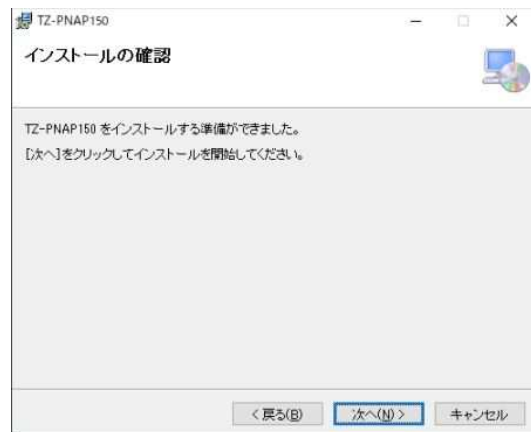 TZ-PNAP150
インストールの確認
TZ-PNAP150 をインストールする準備ができました。
[次へ]をクリックしてインストールを開始してください。
< 戻る(B)
次へ(N) >
キャンセル